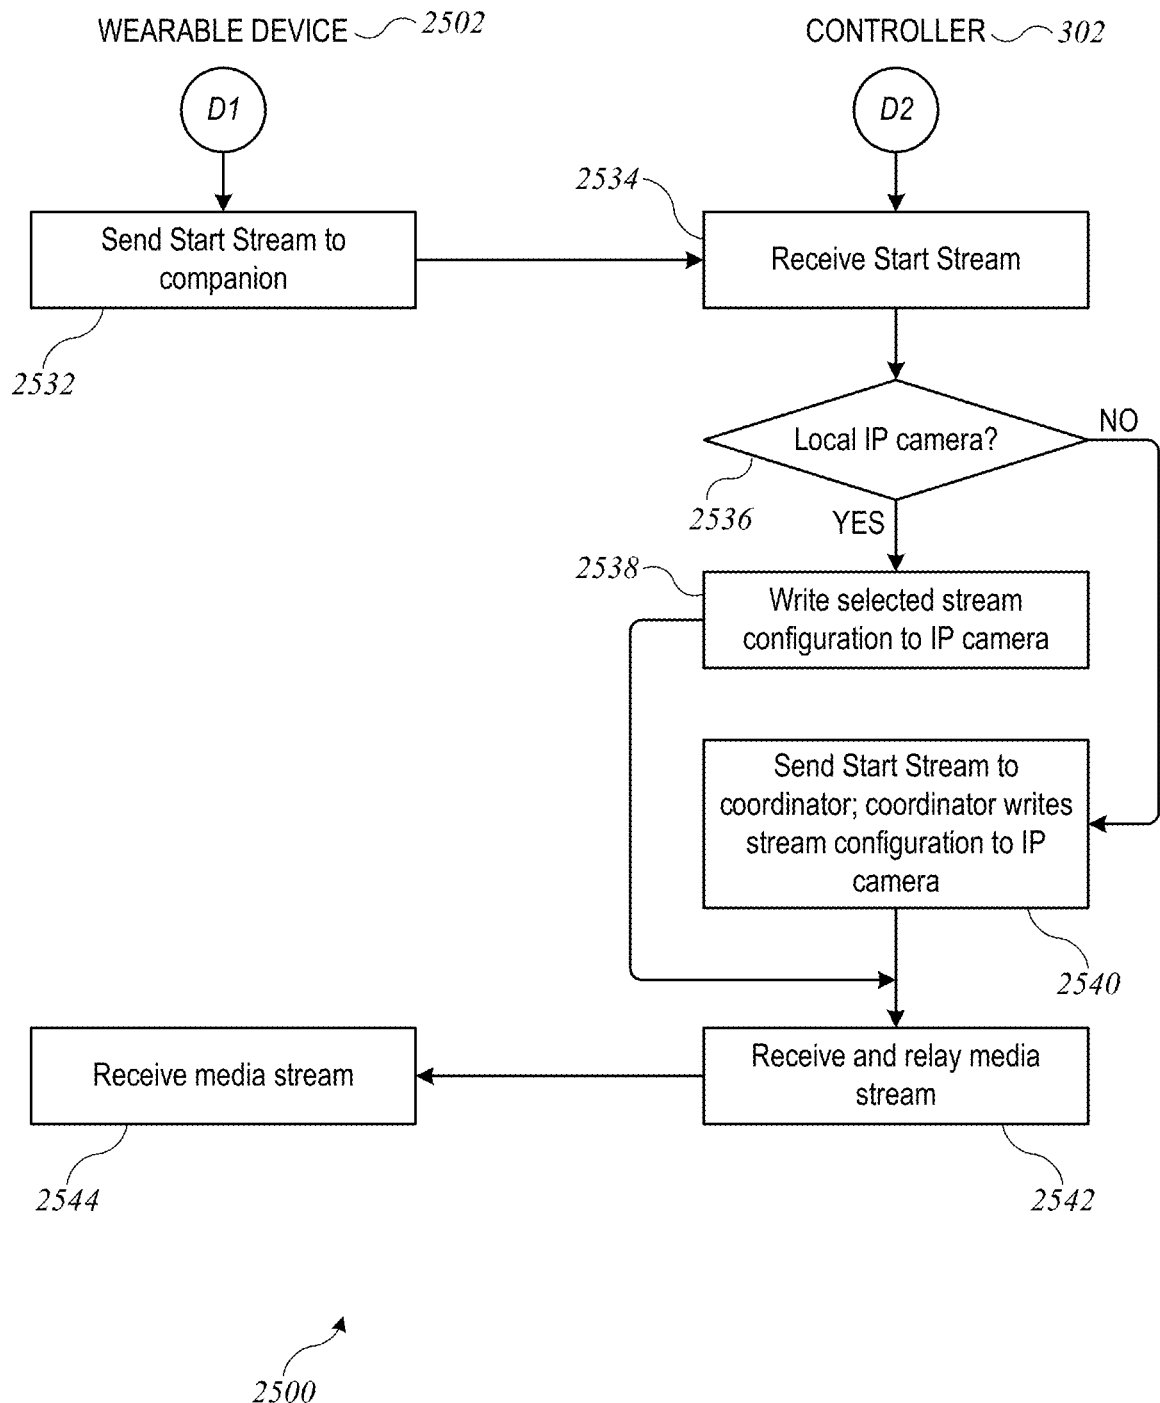 WEARABLE DEVICE 2502
CONTROLLER 302
D1
D2
2534
Send Start Stream to
companion
Receive Start Stream
2532
Local IP camera?
NO
2536
YES
2538
Write selected stream
configuration to IP camera
Send Start Stream to
coordinator; coordinator writes
stream configuration to IP
camera
2540
Receive media stream
Receive and relay media
stream
2544
2542
2500